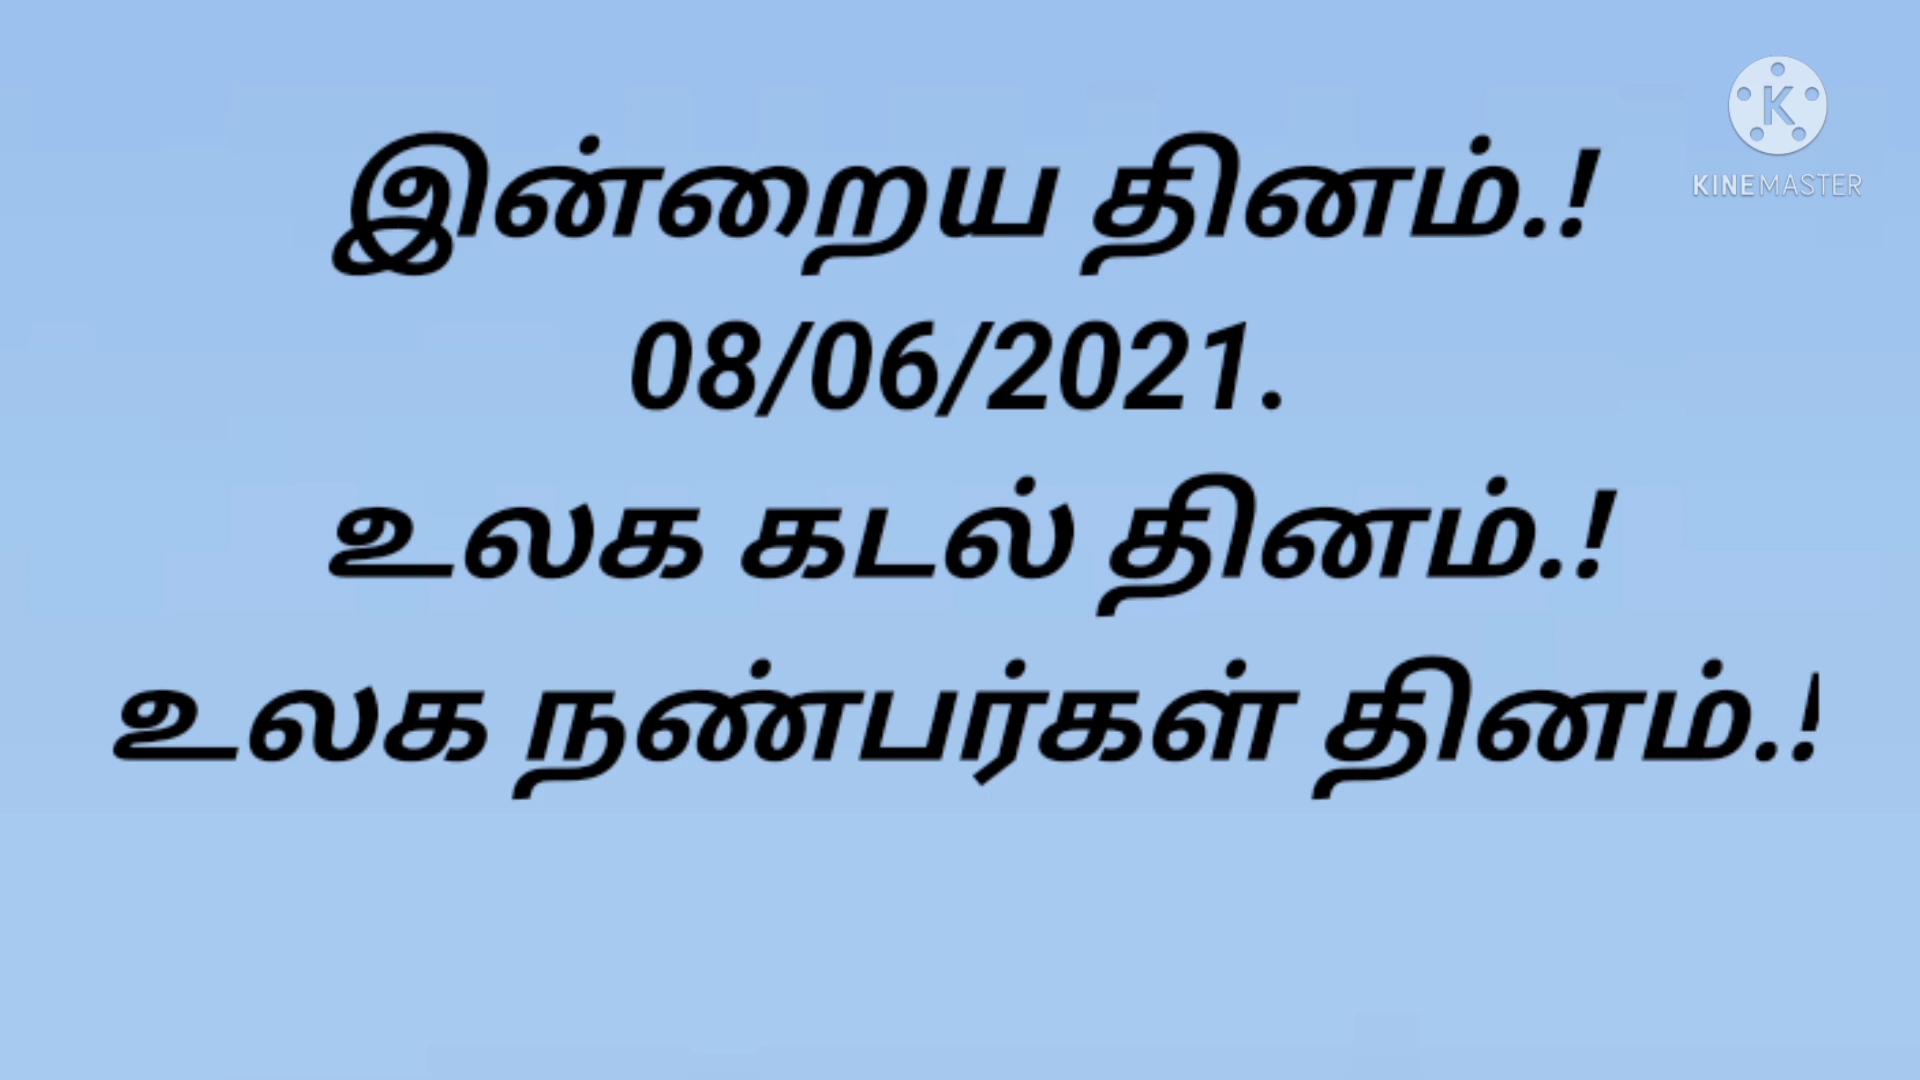 இன்றைய தினம்.!
KINEMASTER
08/06/2021.
உலக கடல் தினம்.!
உலக நண்பர்கள் தினம்.!